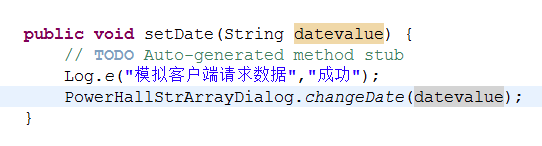 public void setDate(String datevalue) {
// TODO Auto-generated method stub
Log.e("模拟客户端请求数据","成功");
PowerHallStrArrayDialog.changeDate(datevalue);
}